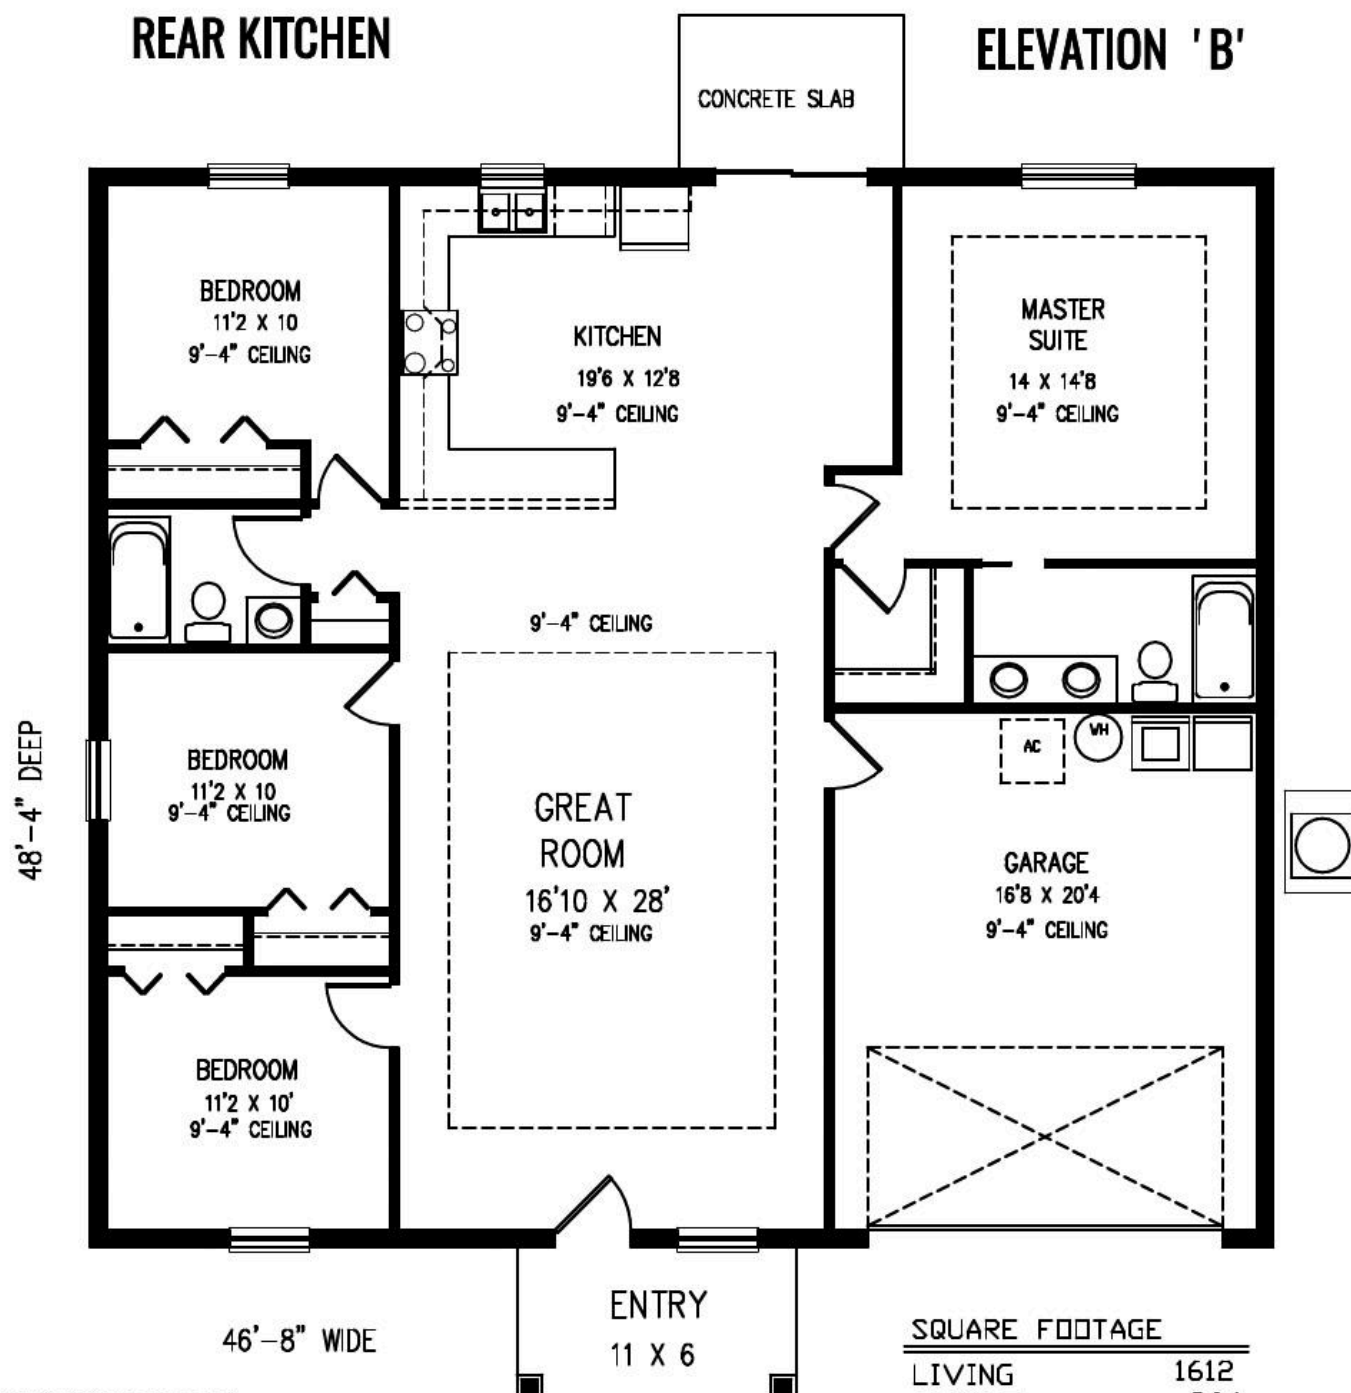 REAR KITCHEN
ELEVATION 'B'
CONCRETE SLAB
BEDROOM
11'2 X 10
9'-4" CEILING
KITCHEN
19'6 X 12'8
9'-4" CEILING
MASTER
SUITE
14 X 14'8
9'-4" CEILING
9'-4" CEILING
48'-4" DEEP
BEDROOM
11'2 X 10
9'-4" CEILING
GREAT
ROOM
16'10 X 28'
9'-4" CEILING
AC
WH
GARAGE
16'8 X 20'4
9'-4" CEILING
BEDROOM
11'2 X 10'
9'-4" CEILING
46'-8" WIDE
ENTRY
11 X 6
SQUARE FOOTAGE
LIVING 1612